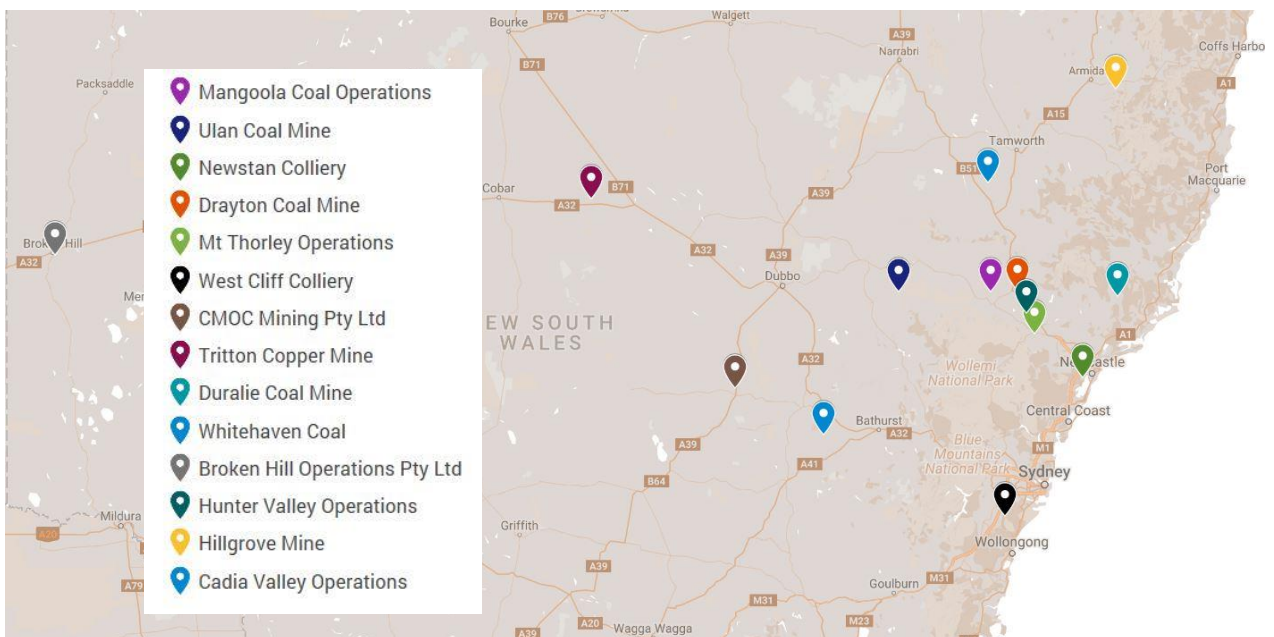 B76
Walgett
Bourke
A39
Coffs Harbo
Narrabri
B71
Armida
Packsaddle
A1
Mangoola Coal Operations
A15
Ulan Coal Mine
Tamworth
Newstan Colliery
B51
Port
Macquarie
Cobar
B71
A39
A32
Drayton Coal Mine
Mt Thorley Operations
Broken Hill
A32
A32
A39
West Cliff Colliery
Dubbo
Mer
CMOC Mining Pty Ltd
EW SOUTH
WALES
A1
Tritton Copper Mine
A32
Wollemi
National Park
Newcastle
Duralie Coal Mine
Central Coast
Whitehaven Coal
Bathurst
A32
A39
Blue
Mountains
National Park
M1
Broken Hill Operations Pty Ltd
A41
Sydney
B64
Hunter Valley Operations
Mildura
Griffith
A20
Hillgrove Mine
Wollongong
A39
Cadia Valley Operations
A79
Goulburn
M31
M31
A20
M23
A39
Wagga Wagga